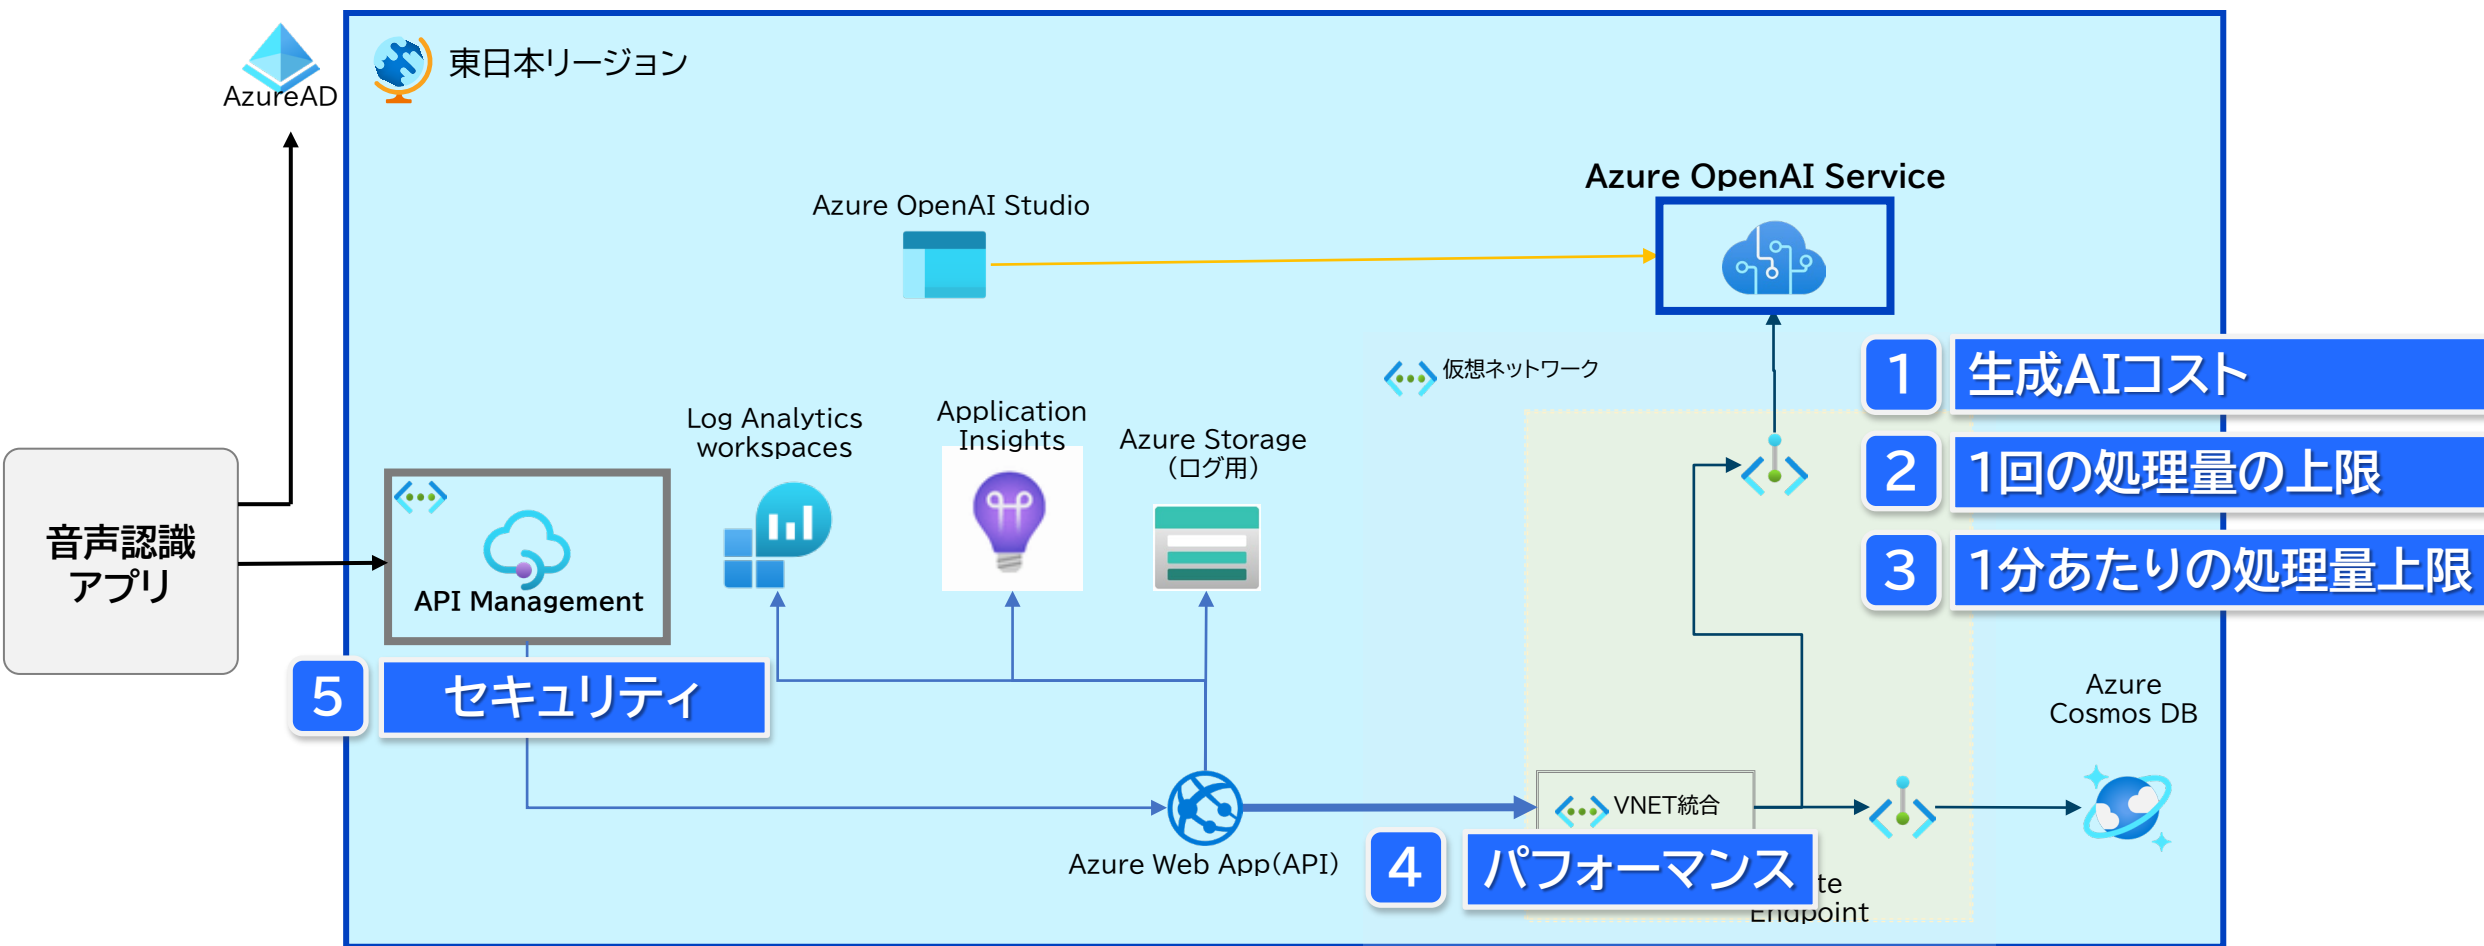 AzureAD
東日本リージョン
Azure OpenAI Studio
Azure OpenAI Service
仮想ネットワーク
1 生成AIコスト
2 1回の処理量の上限
3 1分あたりの処理量上限
Log Analytics
workspaces
Application
Insights
Azure Storage
(ログ用)
音声認識
アプリ
API Management
5 セキュリティ
Azure
Cosmos DB
VNET統合
Azure Web App(API)
4 パフォーマンス
Endpoint